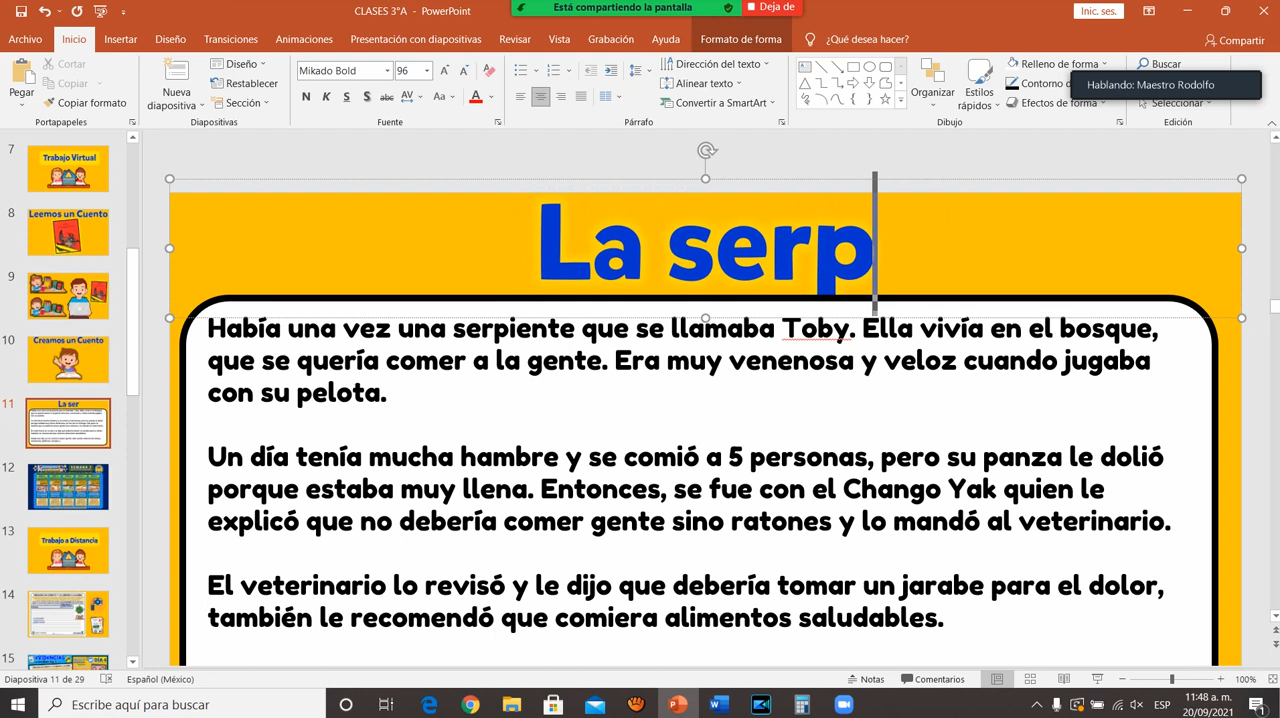 CLASES 3°A - PowerPoint
Está compartiendo la pantalla
Deja de
Inic. ses.
Archivo Inicio Insertar Diseño Transiciones Animaciones Presentación con diapositivas Revisar Vista Grabación Ayuda Formato de forma ¿Qué desea hacer? Compartir
Pegar
Cortar
Copiar
Copiar formato
Portapapeles
Nueva diapositiva
Diseño
Restablecer
Sección
Diapositivas
Mikado Bold 96
N K S S abc AV Aa A
Fuente
Dirección del texto
Alinear texto
Convertir a SmartArt
Párrafo
Organizar
Estilos rápidos
Relleno de forma
Contorno d
Efectos de forma
Dibujo
Buscar
Seleccionar
Edición
Hablando: Maestro Rodolfo
7
Trabajo Virtual
8
Leemos un Cuento
9
10
Creamos un Cuento
11
La ser
12
SEMANA 2
13
Trabajo a Distancia
14
15
La serp
Había una vez una serpiente que se llamaba Toby. Ella vivía en el bosque,
que se quería comer a la gente. Era muy venenosa y veloz cuando jugaba
con su pelota.
Un día tenía mucha hambre y se comió a 5 personas, pero su panza le dolió
porque estaba muy llena. Entonces, se fue con el Chango Yak quien le
explicó que no debería comer gente sino ratones y lo mandó al veterinario.
El veterinario lo revisó y le dijo que debería tomar un jarabe para el dolor,
también le recomendó que comiera alimentos saludables.
Diapositiva 11 de 29 Español (México) Notas Comentarios 100%
Escribe aquí para buscar
ESP
11:48 a. m.
20/09/2021
1